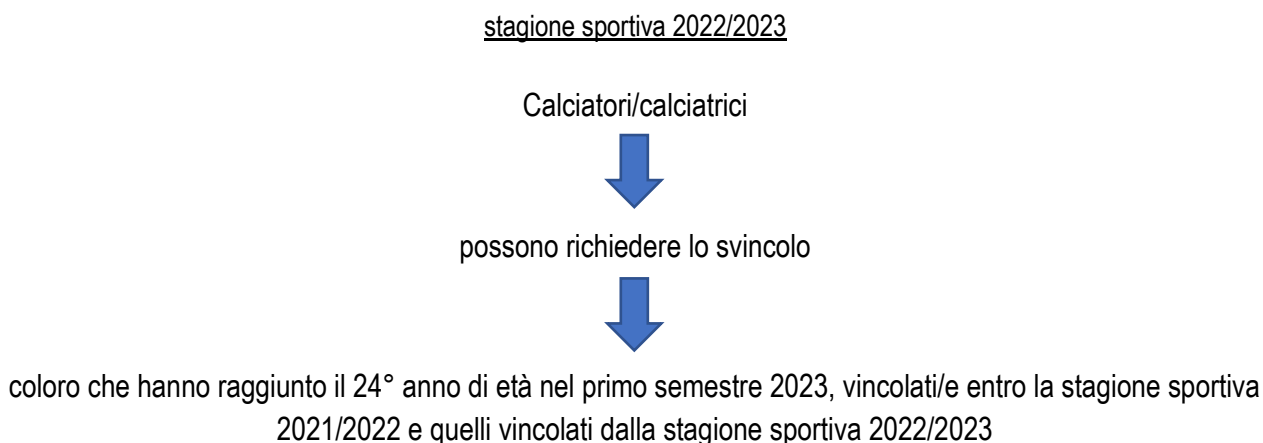 stagione sportiva 2022/2023
Calciatori/calciatrici
possono richiedere lo svincolo
coloro che hanno raggiunto il 24° anno di età nel primo semestre 2023, vincolati/e entro la stagione sportiva
2021/2022 e quelli vincolati dalla stagione sportiva 2022/2023